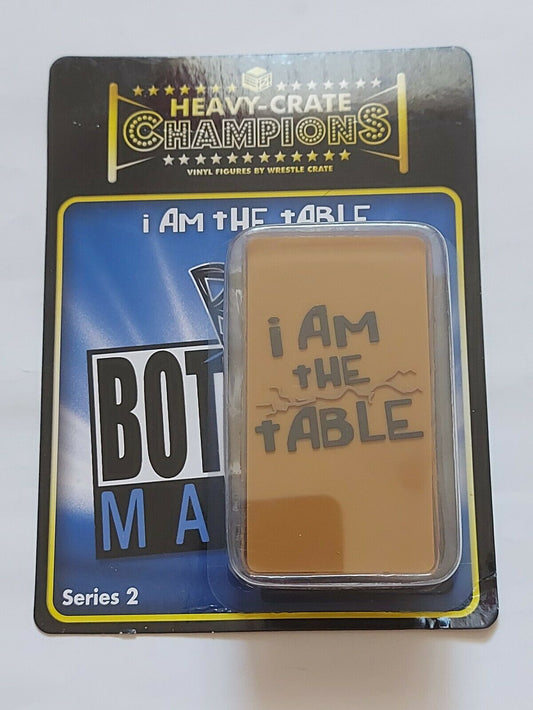 HEAVY-CRATE
CHAMPIONS
VINYL FIGURES BY WRESTLE CRATE
i AM tHE tABLE
i AM
tHE
tABLE
BOT
MA
Series 2